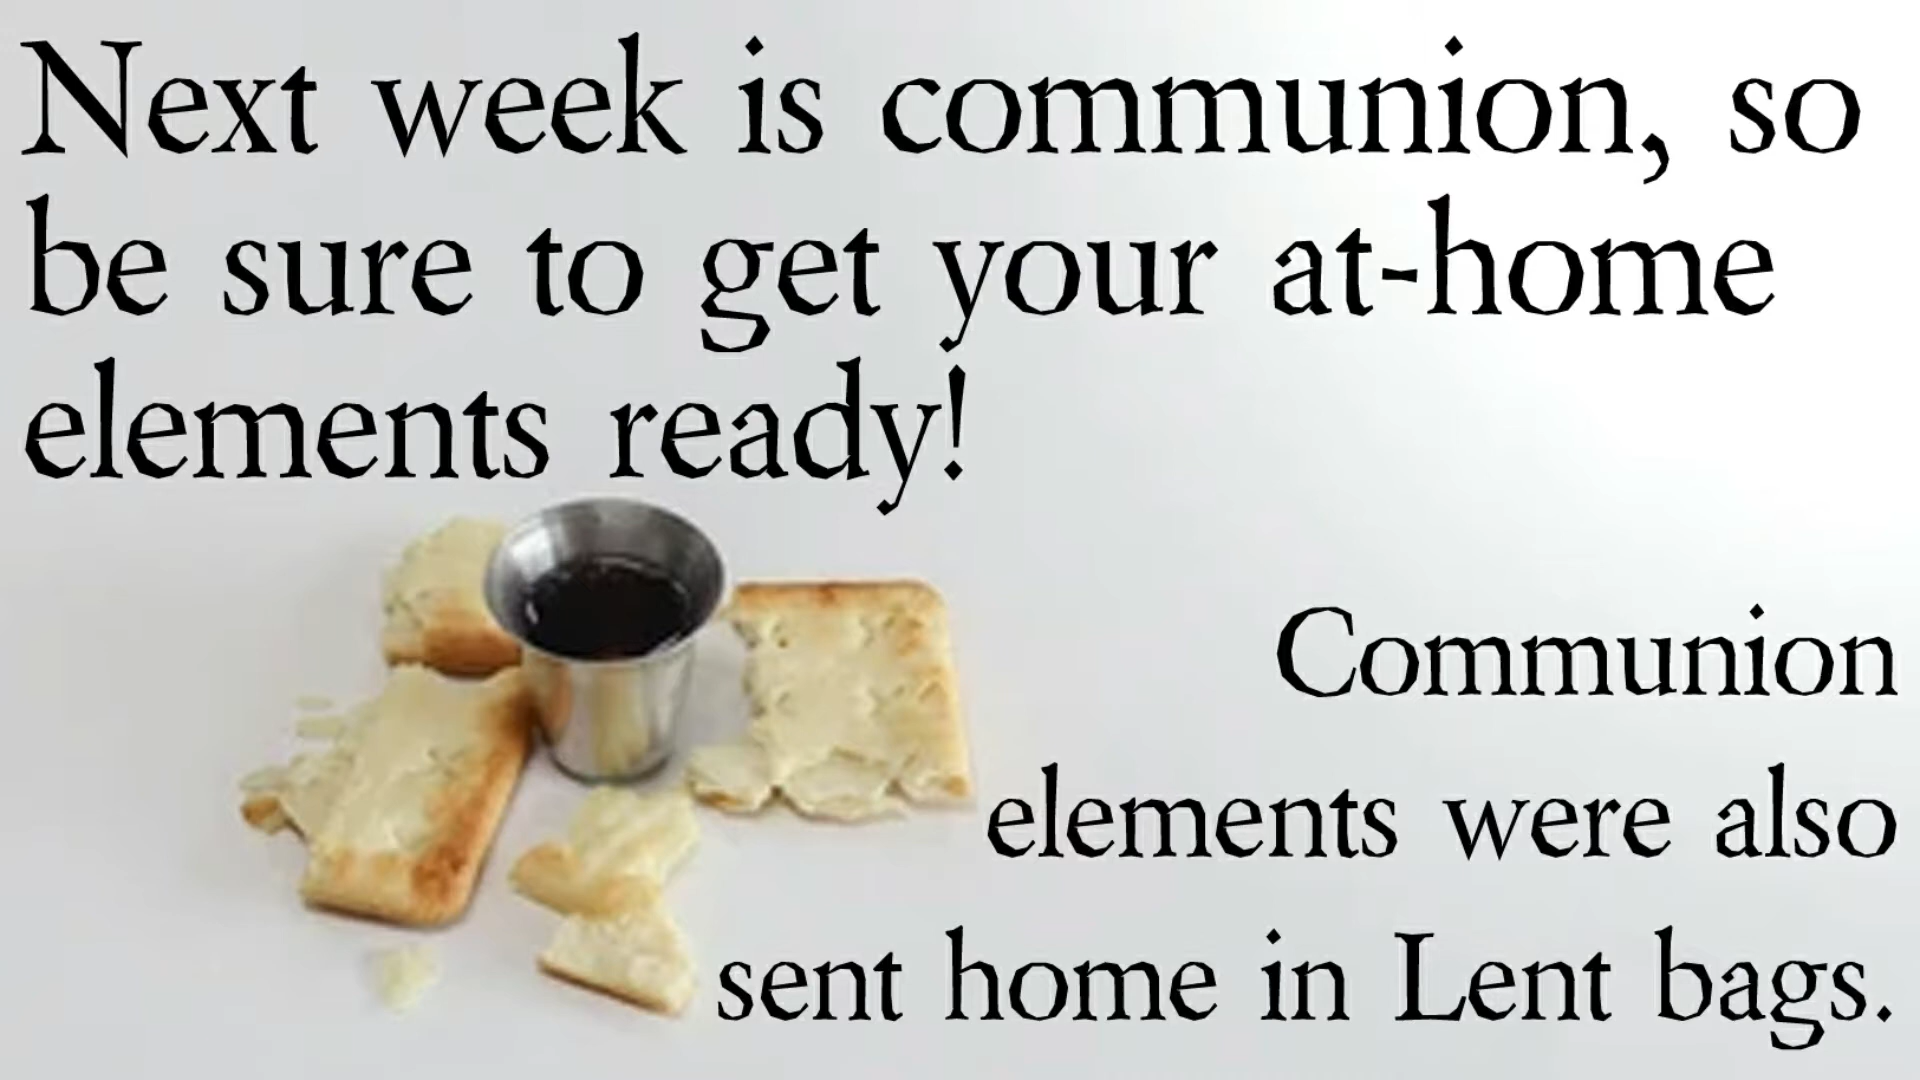 Next week is communion, so
be sure to get your at-home
elements ready!
Communion
elements were also
sent home in Lent bags.